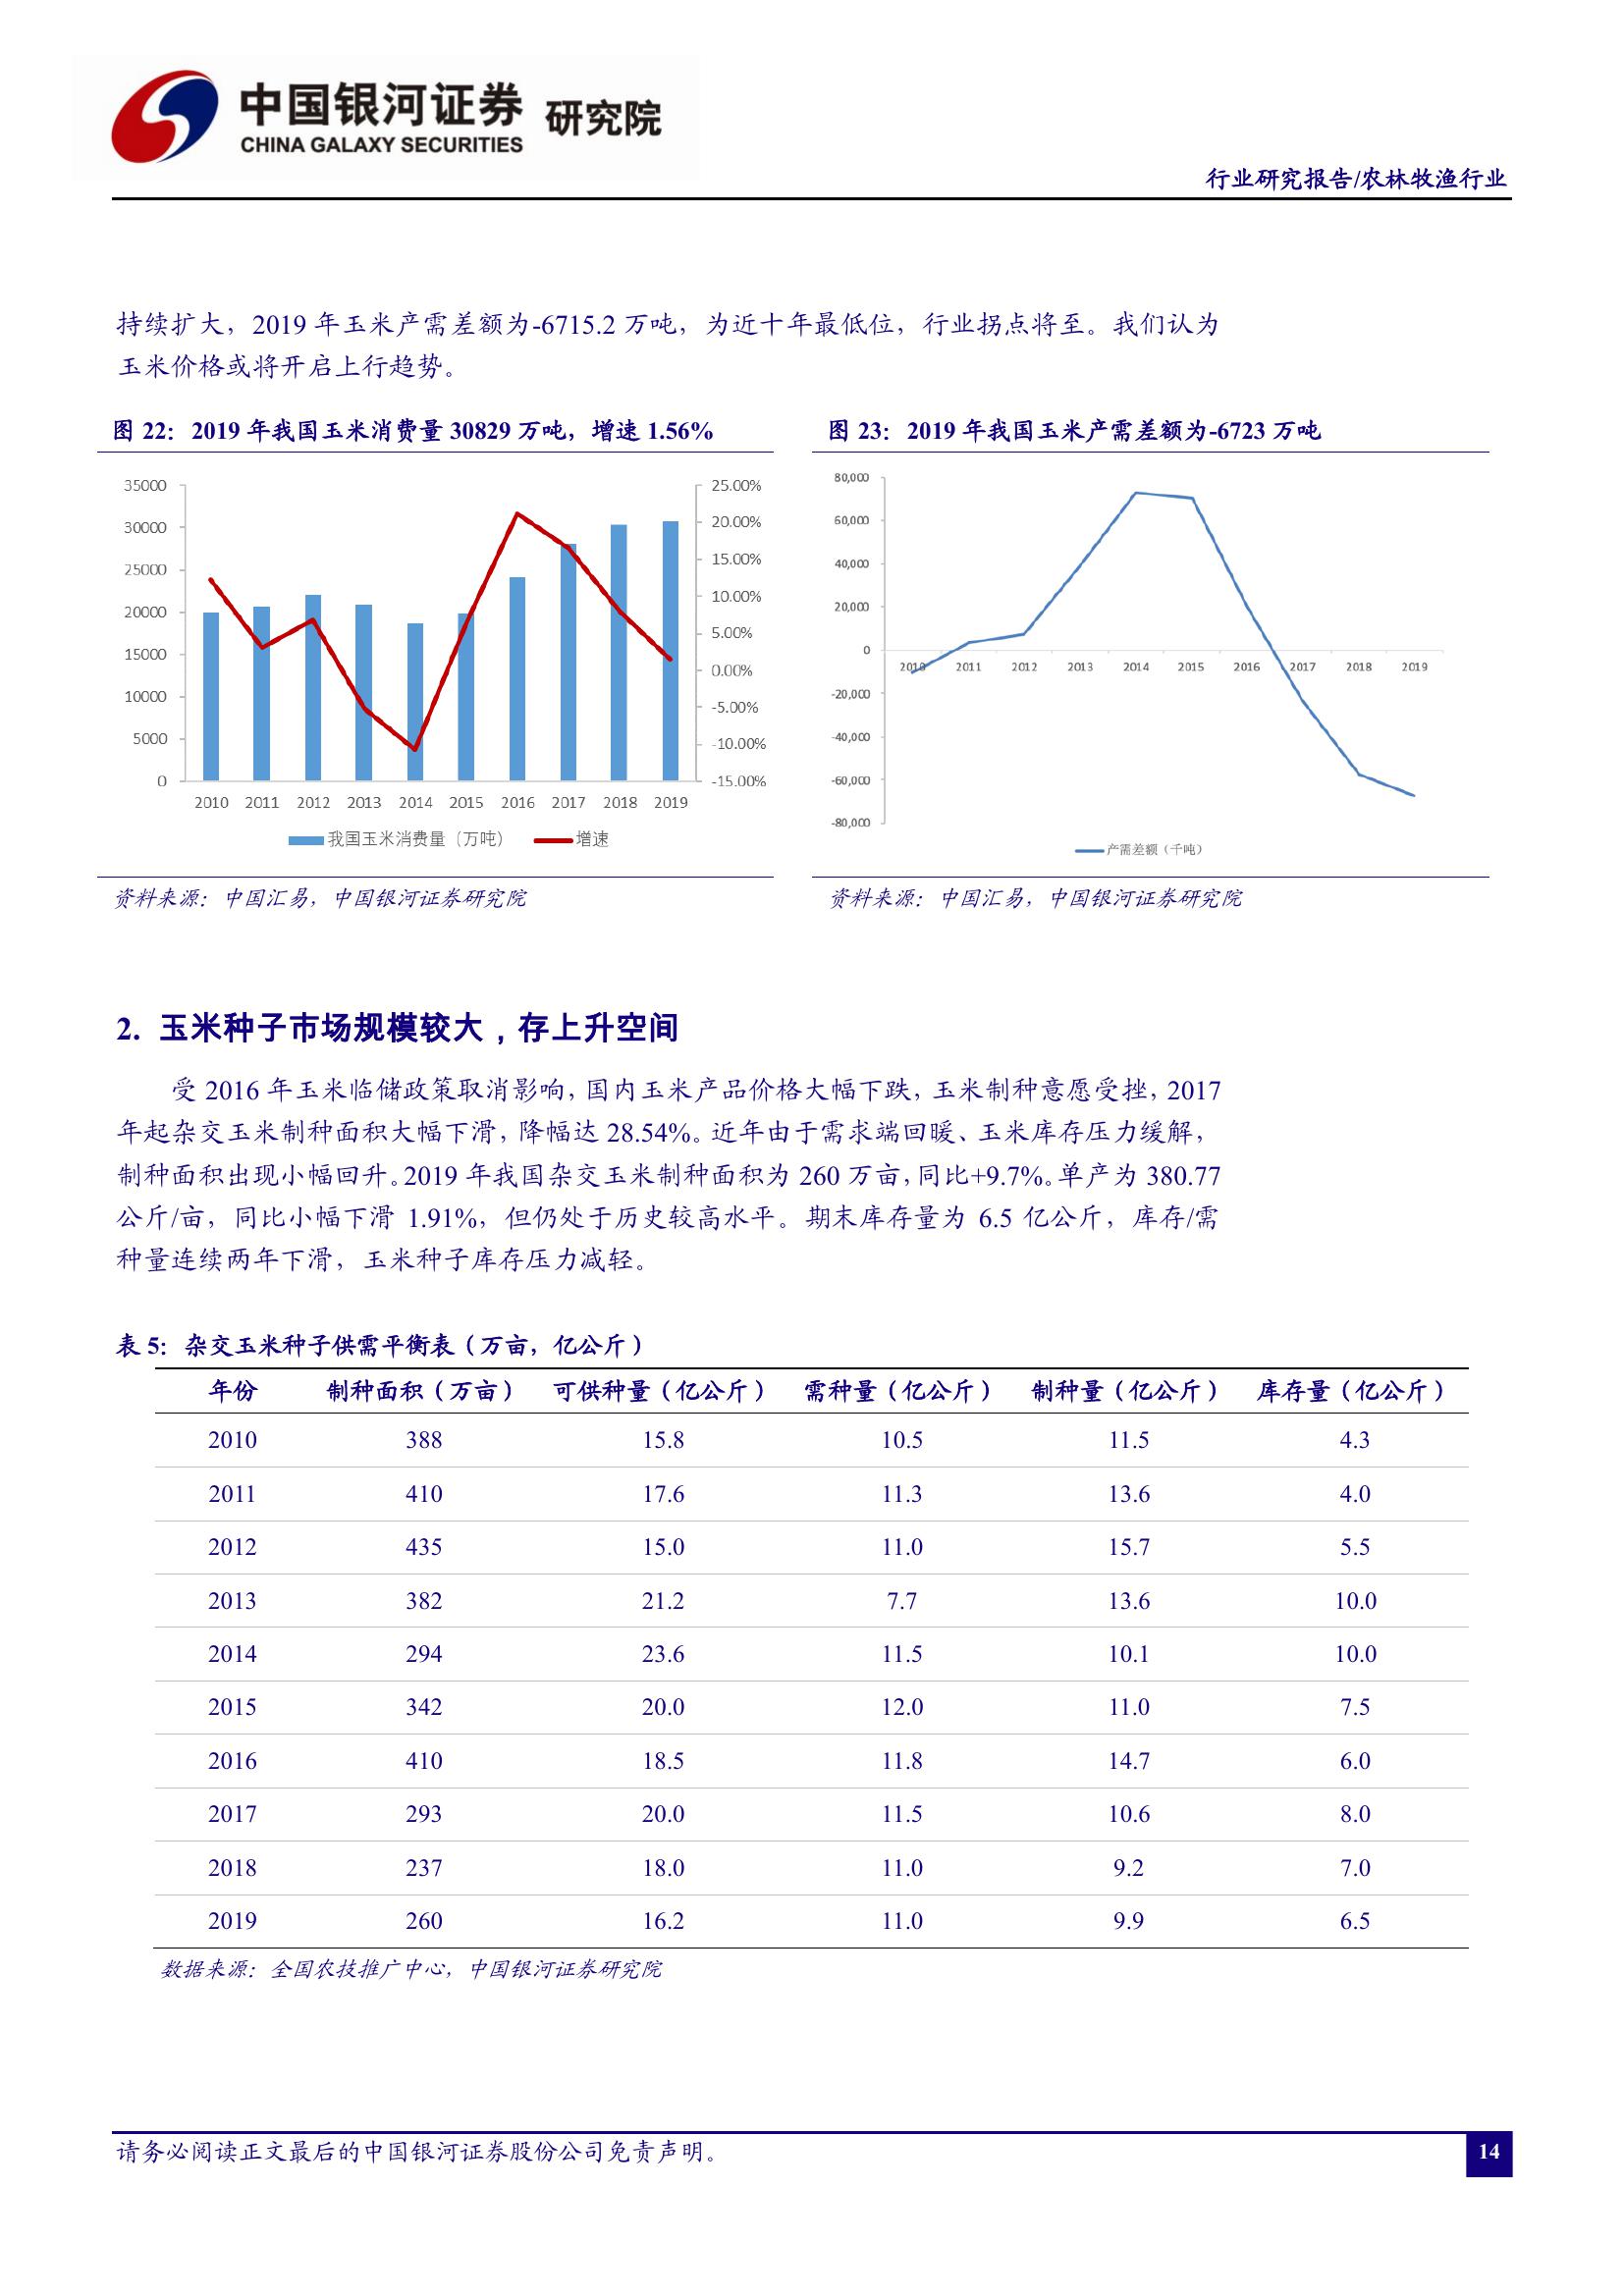 中国银河证券 研究院
CHINA GALAXY SECURITIES
行业研究报告/农林牧渔行业
持续扩大，2019 年玉米产需差额为-6715.2 万吨，为近十年最低位，行业拐点将至。我们认为
玉米价格或将开启上行趋势。
图 22：2019 年我国玉米消费量 30829 万吨，增速 1.56%
35000
30000
25000
20000
15000
10000
5000
0
25.00%
20.00%
15.00%
10.00%
5.00%
0.00%
-5.00%
-10.00%
-15.00%
2010 2011 2012 2013 2014 2015 2016 2017 2018 2019
我国玉米消费量（万吨） 增速
资料来源：中国汇易，中国银河证券研究院
图 23：2019 年我国玉米产需差额为-6723 万吨
80,000
60,000
40,000
20,000
0
-20,000
-40,000
-60,000
-80,000
2010 2011 2012 2013 2014 2015 2016 2017 2018 2019
产需差额（千吨）
资料来源：中国汇易，中国银河证券研究院
2. 玉米种子市场规模较大，存上升空间
受 2016 年玉米临储政策取消影响，国内玉米产品价格大幅下跌，玉米制种意愿受挫，2017
年起杂交玉米制种面积大幅下滑，降幅达 28.54%。近年由于需求端回暖、玉米库存压力缓解，
制种面积出现小幅回升。2019 年我国杂交玉米制种面积为 260 万亩，同比+9.7%。单产为 380.77
公斤/亩，同比小幅下滑 1.91%，但仍处于历史较高水平。期末库存量为 6.5 亿公斤，库存/需
种量连续两年下滑，玉米种子库存压力减轻。
表 5：杂交玉米种子供需平衡表（万亩，亿公斤）
年份 制种面积（万亩） 可供种量（亿公斤） 需种量（亿公斤） 制种量（亿公斤） 库存量（亿公斤）
2010 388 15.8 10.5 11.5 4.3
2011 410 17.6 11.3 13.6 4.0
2012 435 15.0 11.0 15.7 5.5
2013 382 21.2 7.7 13.6 10.0
2014 294 23.6 11.5 10.1 10.0
2015 342 20.0 12.0 11.0 7.5
2016 410 18.5 11.8 14.7 6.0
2017 293 20.0 11.5 10.6 8.0
2018 237 18.0 11.0 9.2 7.0
2019 260 16.2 11.0 9.9 6.5
数据来源：全国农技推广中心，中国银河证券研究院
请务必阅读正文最后的中国银河证券股份公司免责声明。
14